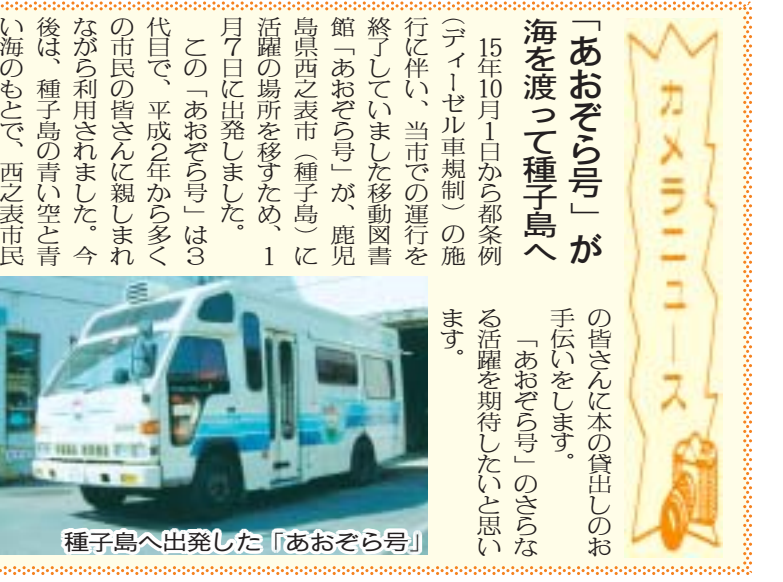 カメラニュース
「あおぞら号」が
海を渡って種子島へ
15年10月1日から都条例
（ディーゼル車規制）の施
行に伴い、当市での運行を
終了していました移動図書
館「あおぞら号」が、鹿児
島県西之表市（種子島）に
活躍の場所を移すため、1
月7日に出発しました。
この「あおぞら号」は3
代目で、平成2年から多く
の市民の皆さんに親しまれ
ながら利用されました。今
後は、種子島の青い空と青
い海のもとで、西之表市民
の皆さんに本の貸出しのお
手伝いをします。
「あおぞら号」のさらな
る活躍を期待したいと思い
ます。
種子島へ出発した「あおぞら号」